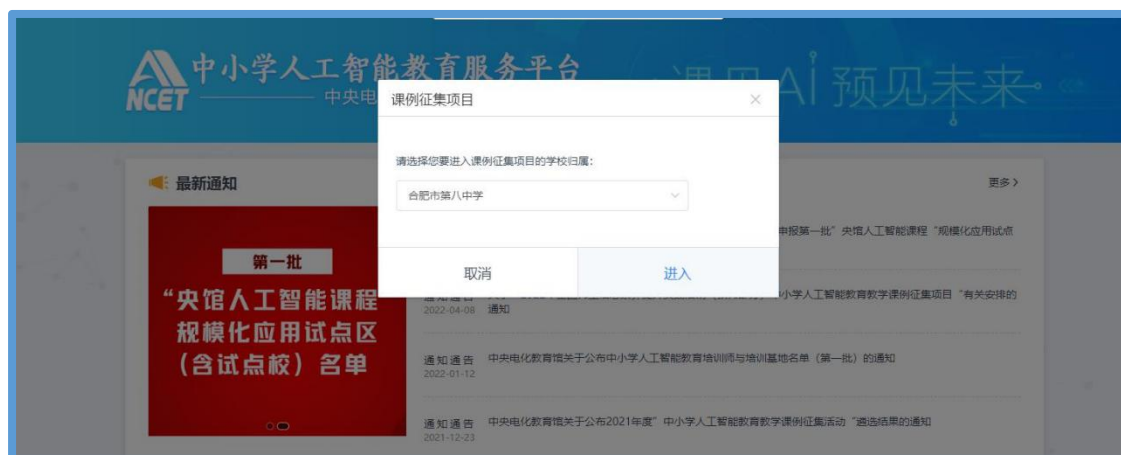 中小学人工智能教育服务平台
NCET
中央电
AI 预见未来
课例征集项目
请选择您要进入课例征集项目的学校归属：
合肥市第八中学
取消
进入
最新通知
更多
第一批
“央馆人工智能课程
规模化应用试点区
（含试点校）名单
申报第一批”央馆人工智能课程“规模化应用试点
2022-04-08
中小学人工智能教育教学课例征集项目“有关安排的
通知
通知通告
中央电化教育馆关于公布中小学人工智能教育培训师与培训基地名单（第一批）的通知
2022-01-12
通知通告
中央电化教育馆关于公布2021年度”中小学人工智能教育教学课例征集活动“遴选结果的通知
2021-12-23